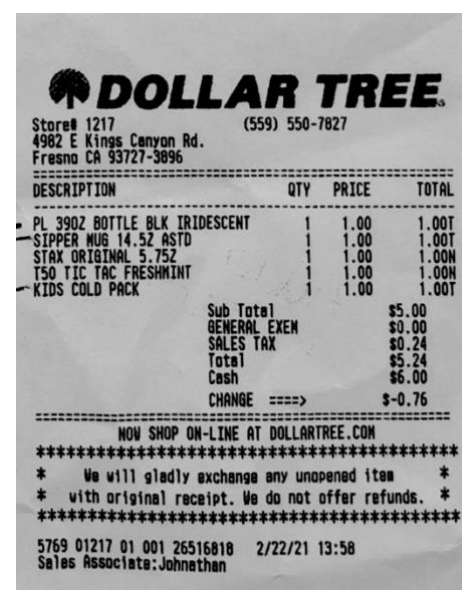 DOLLAR TREE
Store# 1217 (559) 550-7827
4982 E Kings Canyon Rd.
Fresno CA 93727-3896
DESCRIPTION QTY PRICE TOTAL
PL 39OZ BOTTLE BLK IRIDESCENT 1 1.00 1.00T
SIPPER MUG 14.5Z ASTD 1 1.00 1.00T
STAX ORIGINAL 5.75Z 1 1.00 1.00N
T50 TIC TAC FRESHMINT 1 1.00 1.00N
KIDS COLD PACK 1 1.00 1.00T
Sub Total $5.00
GENERAL EXEM $0.00
SALES TAX $0.24
Total $5.24
Cash $6.00
CHANGE ====> $-0.76
NOW SHOP ON-LINE AT DOLLARTREE.COM
******************************************
* We will gladly exchange any unopened item *
* with original receipt. We do not offer refunds. *
******************************************
5769 01217 01 001 26516818 2/22/21 13:58
Sales Associate:Johnathan